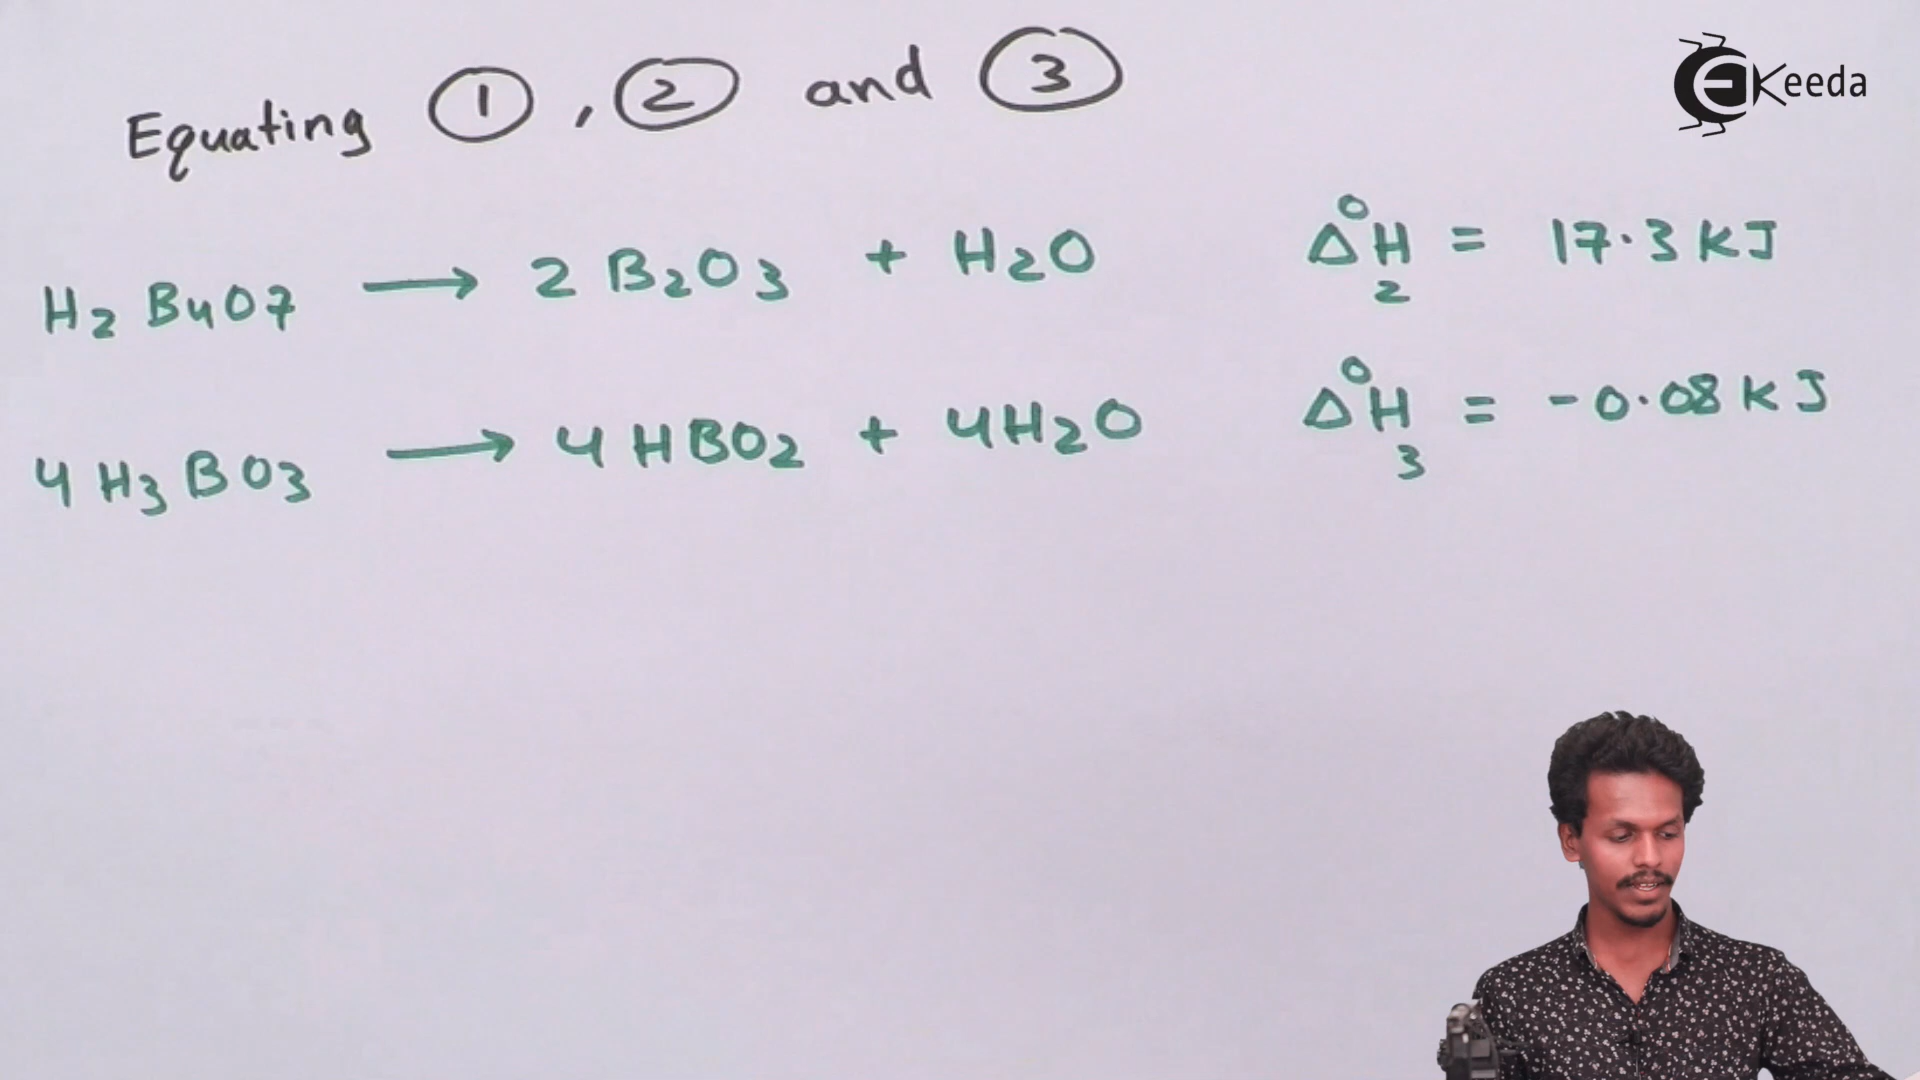 Equating ①, ② and ③
EKeeda
H₂B₄O₇ ⟶ 2B₂O₃ + H₂O Δ°H₂ = 17.3 KJ
4H₃BO₃ ⟶ 4HBO₂ + 4H₂O Δ°H₃ = -0.08 KJ